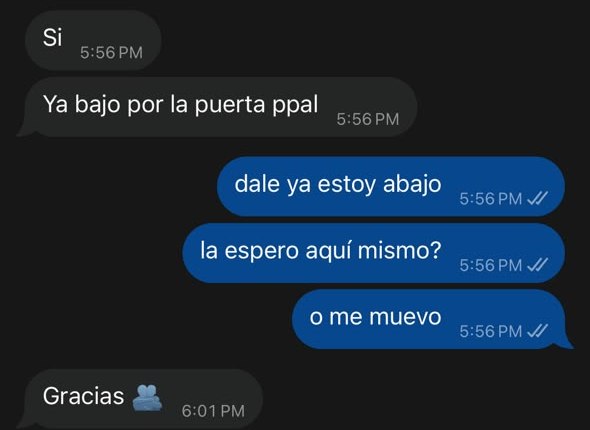 Si 5:56 PM
Ya bajo por la puerta ppal 5:56 PM
dale ya estoy abajo 5:56 PM
la espero aquí mismo? 5:56 PM
o me muevo 5:56 PM
Gracias 🫂 6:01 PM